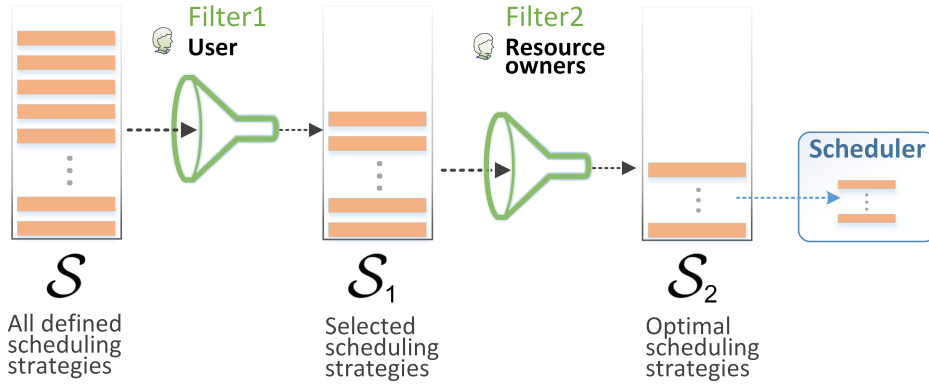 Filter1
User
Filter2
Resource
owners
Scheduler
S
S1
S2
All defined
scheduling
strategies
Selected
scheduling
strategies
Optimal
scheduling
strategies